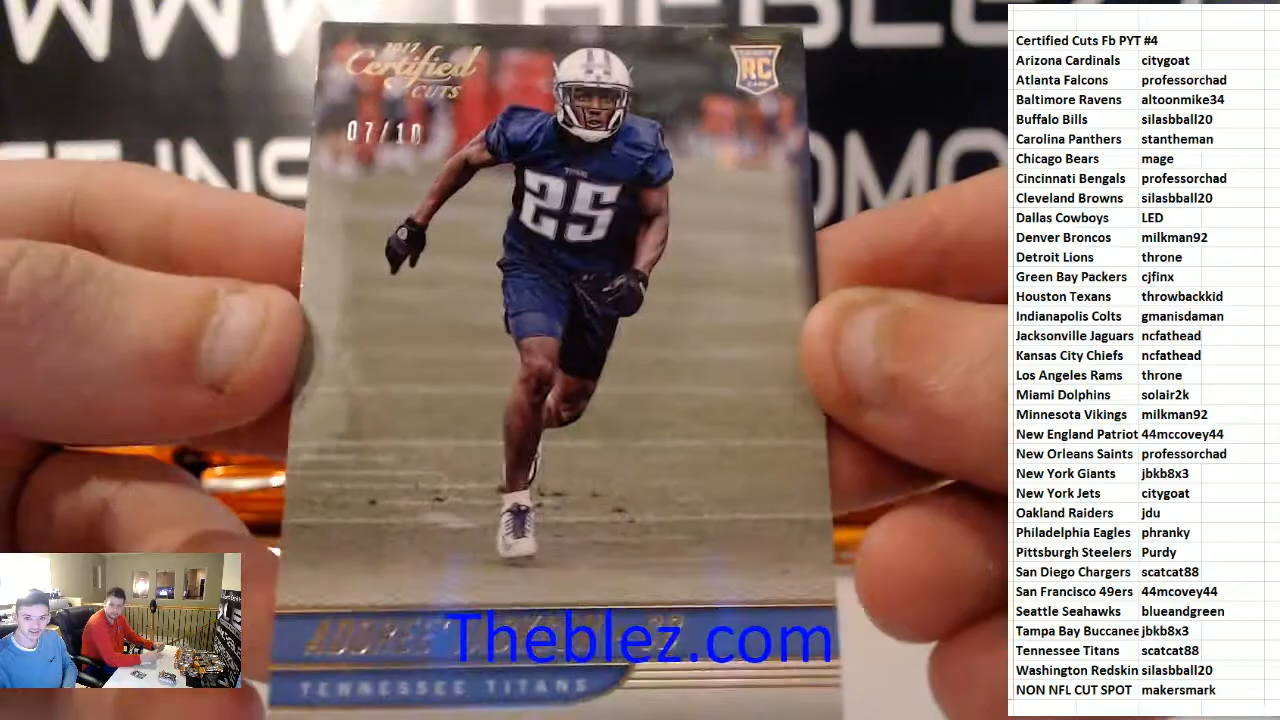 WWW.THEBLEZ
2017
Certified
CUTS
RC
07/10
TITANS
25
Theblez.com
TENNESSEE TITANS
Certified Cuts Fb PYT #4
Arizona Cardinals citygoat
Atlanta Falcons professorchad
Baltimore Ravens altoonmike34
Buffalo Bills silasbball20
Carolina Panthers stantheman
Chicago Bears mage
Cincinnati Bengals professorchad
Cleveland Browns silasbball20
Dallas Cowboys LED
Denver Broncos milkman92
Detroit Lions throne
Green Bay Packers cjfinx
Houston Texans throwbackkid
Indianapolis Colts gmanisdaman
Jacksonville Jaguars ncfathead
Kansas City Chiefs ncfathead
Los Angeles Rams throne
Miami Dolphins solair2k
Minnesota Vikings milkman92
New England Patriot 44mccovey44
New Orleans Saints professorchad
New York Giants jbkb8x3
New York Jets citygoat
Oakland Raiders jdu
Philadelphia Eagles phranky
Pittsburgh Steelers Purdy
San Diego Chargers scatcat88
San Francisco 49ers 44mcovey44
Seattle Seahawks blueandgreen
Tampa Bay Buccanee jbkb8x3
Tennessee Titans scatcat88
Washington Redskin silasbball20
NON NFL CUT SPOT makersmark